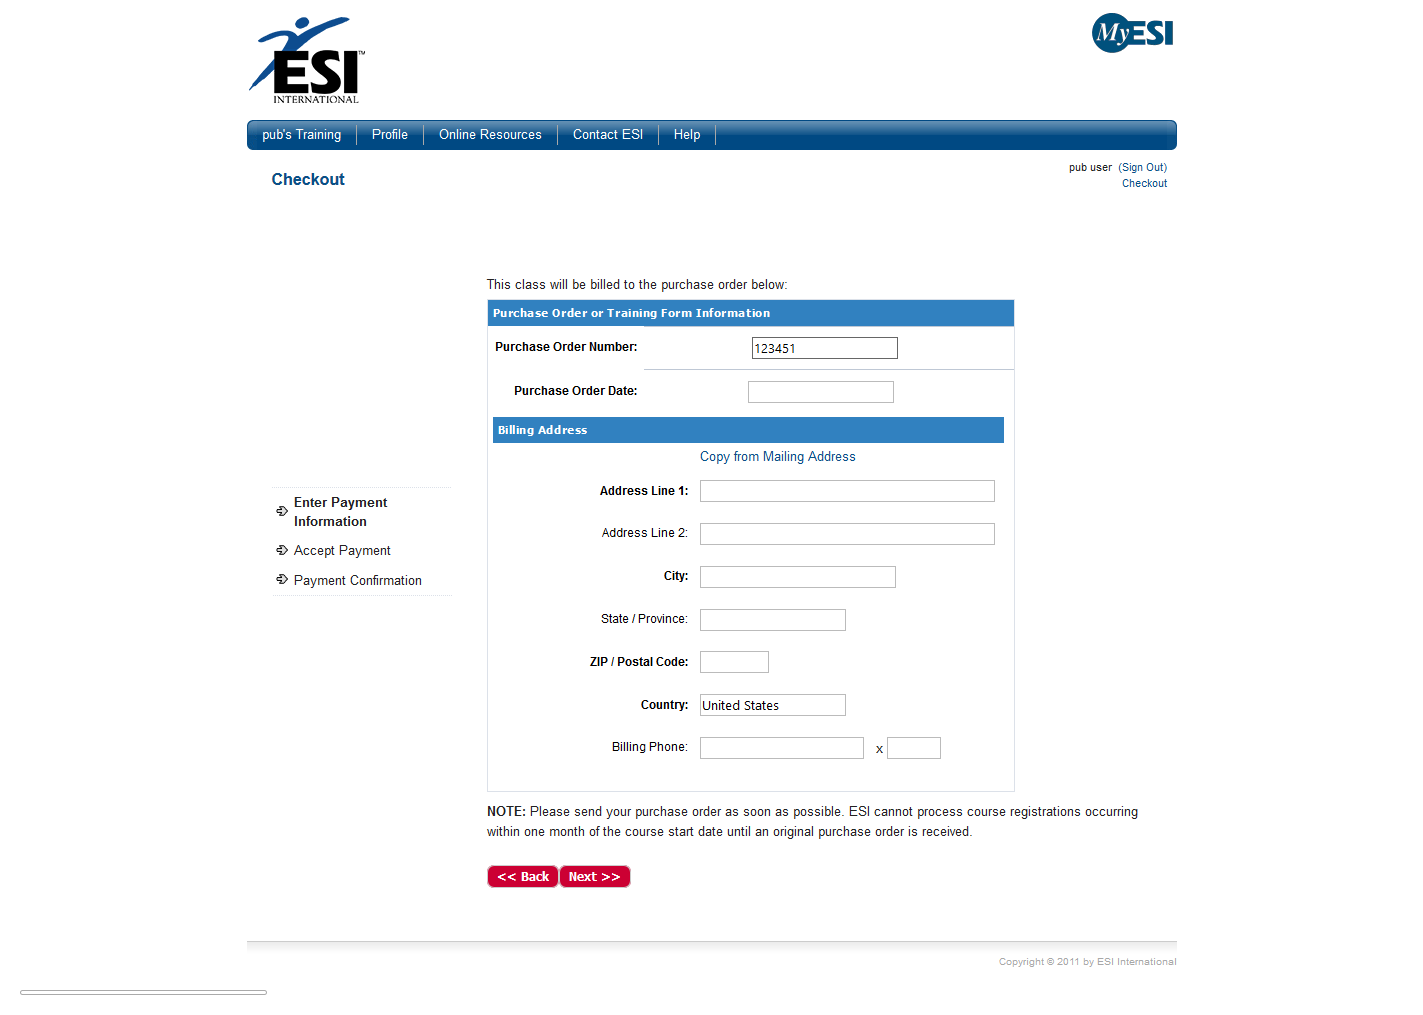 ESI™
INTERNATIONAL
MyESI
pub's Training
Profile
Online Resources
Contact ESI
Help
Checkout
pub user (Sign Out)
Checkout
This class will be billed to the purchase order below:
Purchase Order or Training Form Information
Purchase Order Number: 123451
Purchase Order Date:
Billing Address
Copy from Mailing Address
Address Line 1:
Address Line 2:
City:
State / Province:
ZIP / Postal Code:
Country: United States
Billing Phone: x
Enter Payment
Information
Accept Payment
Payment Confirmation
NOTE: Please send your purchase order as soon as possible. ESI cannot process course registrations occurring
within one month of the course start date until an original purchase order is received.
<< Back
Next >>
Copyright © 2011 by ESI International